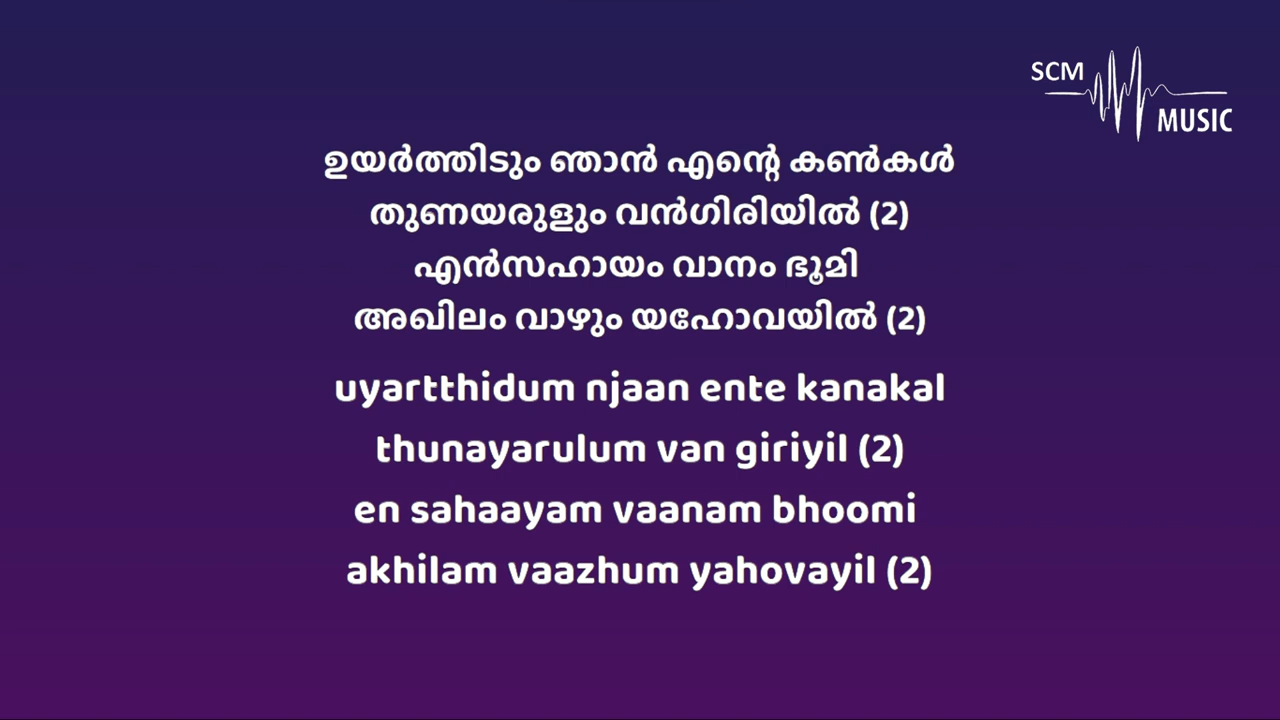 SCM
MUSIC
ഉയർത്തിടും ഞാൻ എന്റെ കൺകൾ
തുണയരുളും വൻഗിരിയിൽ (2)
എൻസഹായം വാനം ഭൂമി
അഖിലം വാഴും യഹോവയിൽ (2)
uyartthidum njaan ente kanakal
thunayarulum van giriyil (2)
en sahaayam vaanam bhoomi
akhilam vaazhum yahovayil (2)